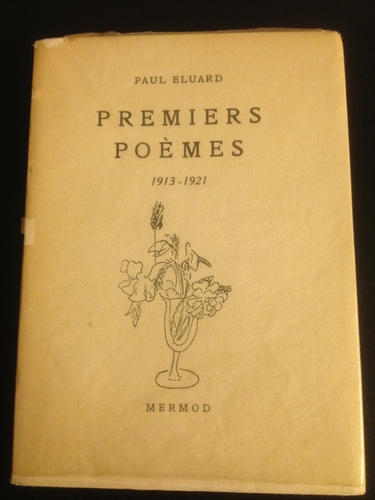 PAUL ELUARD
PREMIERS
POÈMES
1913-1921
MERMOD